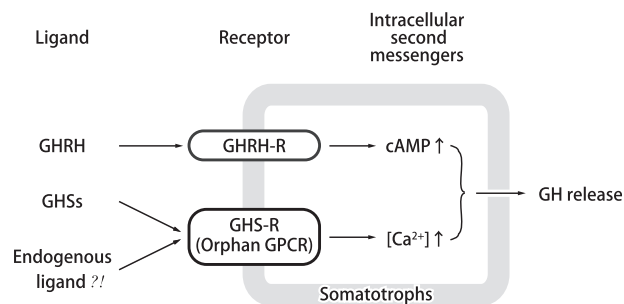 Ligand
Receptor
Intracellular
second
messengers
GHRH
GHRH-R
cAMP ↑
GHSs
GHS-R
(Orphan GPCR)
[Ca²⁺] ↑
GH release
Endogenous
ligand ?!
Somatotrophs